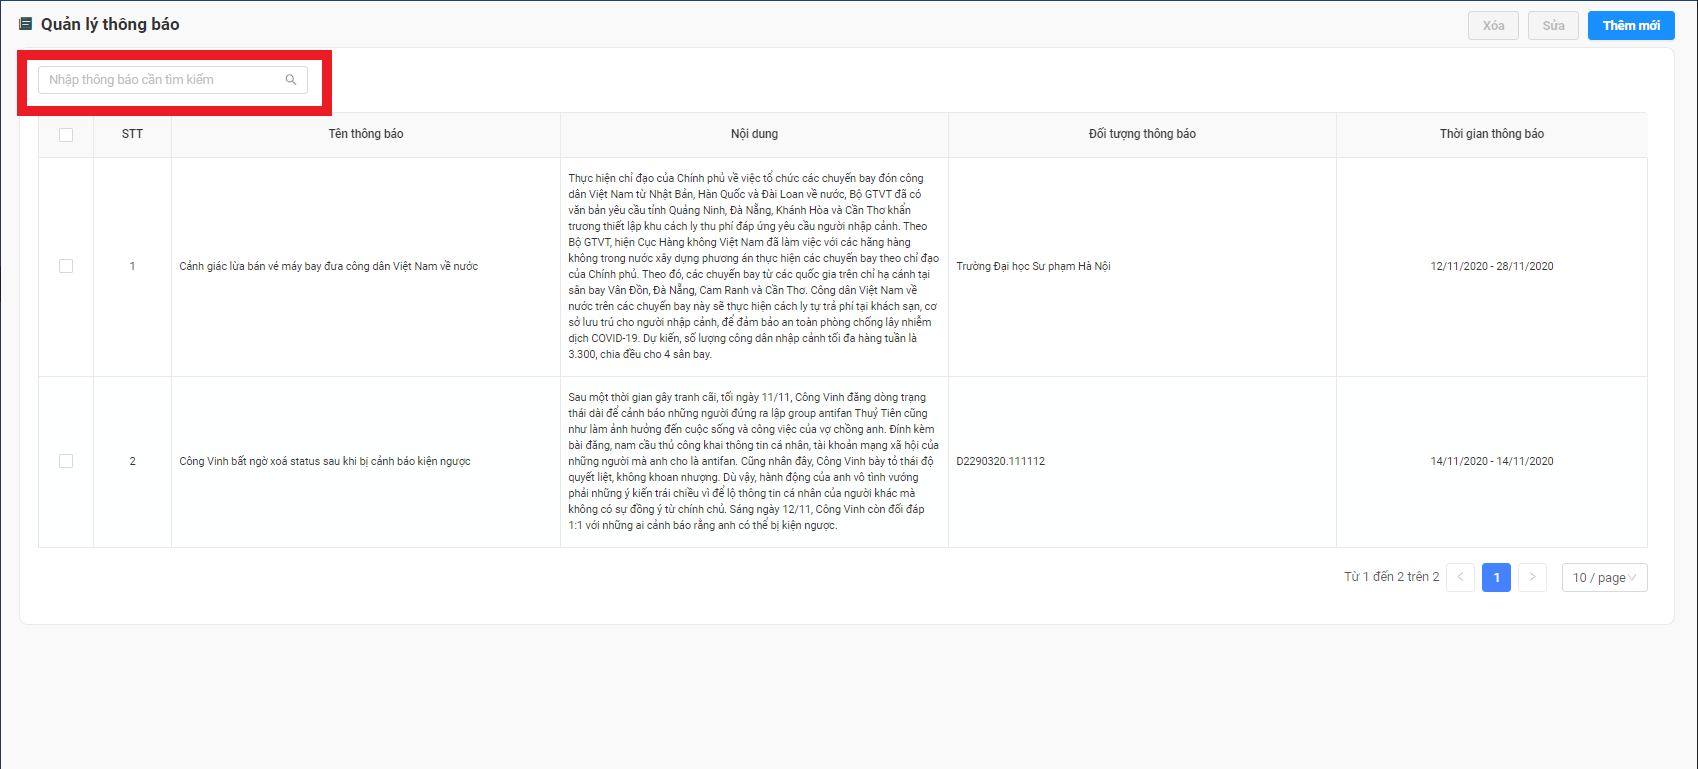 Quản lý thông báo
Xóa
Sửa
Thêm mới
Nhập thông báo cần tìm kiếm
STT
Tên thông báo
Nội dung
Đối tượng thông báo
Thời gian thông báo
1
Cảnh giác lừa bán vé máy bay đưa công dân Việt Nam về nước
Thực hiện chỉ đạo của Chính phủ về việc tổ chức các chuyến bay đón công
dân Việt Nam từ Nhật Bản, Hàn Quốc và Đài Loan về nước, Bộ GTVT đã có
văn bản yêu cầu tỉnh Quảng Ninh, Đà Nẵng, Khánh Hòa và Cần Thơ khẩn
trương thiết lập khu cách ly thu phí đáp ứng yêu cầu người nhập cảnh. Theo
Bộ GTVT, hiện Cục Hàng không Việt Nam đã làm việc với các hãng hàng
không trong nước xây dựng phương án thực hiện các chuyến bay theo chỉ đạo
của Chính phủ. Theo đó, các chuyến bay từ các quốc gia trên chỉ hạ cánh tại
sân bay Vân Đồn, Đà Nẵng, Cam Ranh và Cần Thơ. Công dân Việt Nam về
nước trên các chuyến bay này sẽ thực hiện cách ly tự trả phí tại khách sạn, cơ
sở lưu trú cho người nhập cảnh, để đảm bảo an toàn phòng chống lây nhiễm
dịch COVID-19. Dự kiến, số lượng công dân nhập cảnh tối đa hàng tuần là
3.300, chia đều cho 4 sân bay.
Trường Đại học Sư phạm Hà Nội
12/11/2020 - 28/11/2020
2
Công Vinh bất ngờ xoá status sau khi bị cảnh báo kiện ngược
Sau một thời gian gây tranh cãi, tối ngày 11/11, Công Vinh đăng dòng trạng
thái dài để cảnh báo những người đứng ra lập group antifan Thuỷ Tiên cũng
như làm ảnh hưởng đến cuộc sống và công việc của vợ chồng anh. Đính kèm
bài đăng, nam cầu thủ công khai thông tin cá nhân, tài khoản mạng xã hội của
những người mà anh cho là antifan. Cũng nhân đây, Công Vinh bày tỏ thái độ
quyết liệt, không khoan nhượng. Dù vậy, hành động của anh vô tình vướng
phải những ý kiến trái chiều vì để lộ thông tin cá nhân của người khác mà
không có sự đồng ý từ chính chủ. Sáng ngày 12/11, Công Vinh còn đối đáp
1:1 với những ai cảnh báo rằng anh có thể bị kiện ngược.
D2290320.111112
14/11/2020 - 14/11/2020
Từ 1 đến 2 trên 2
1
10 / page